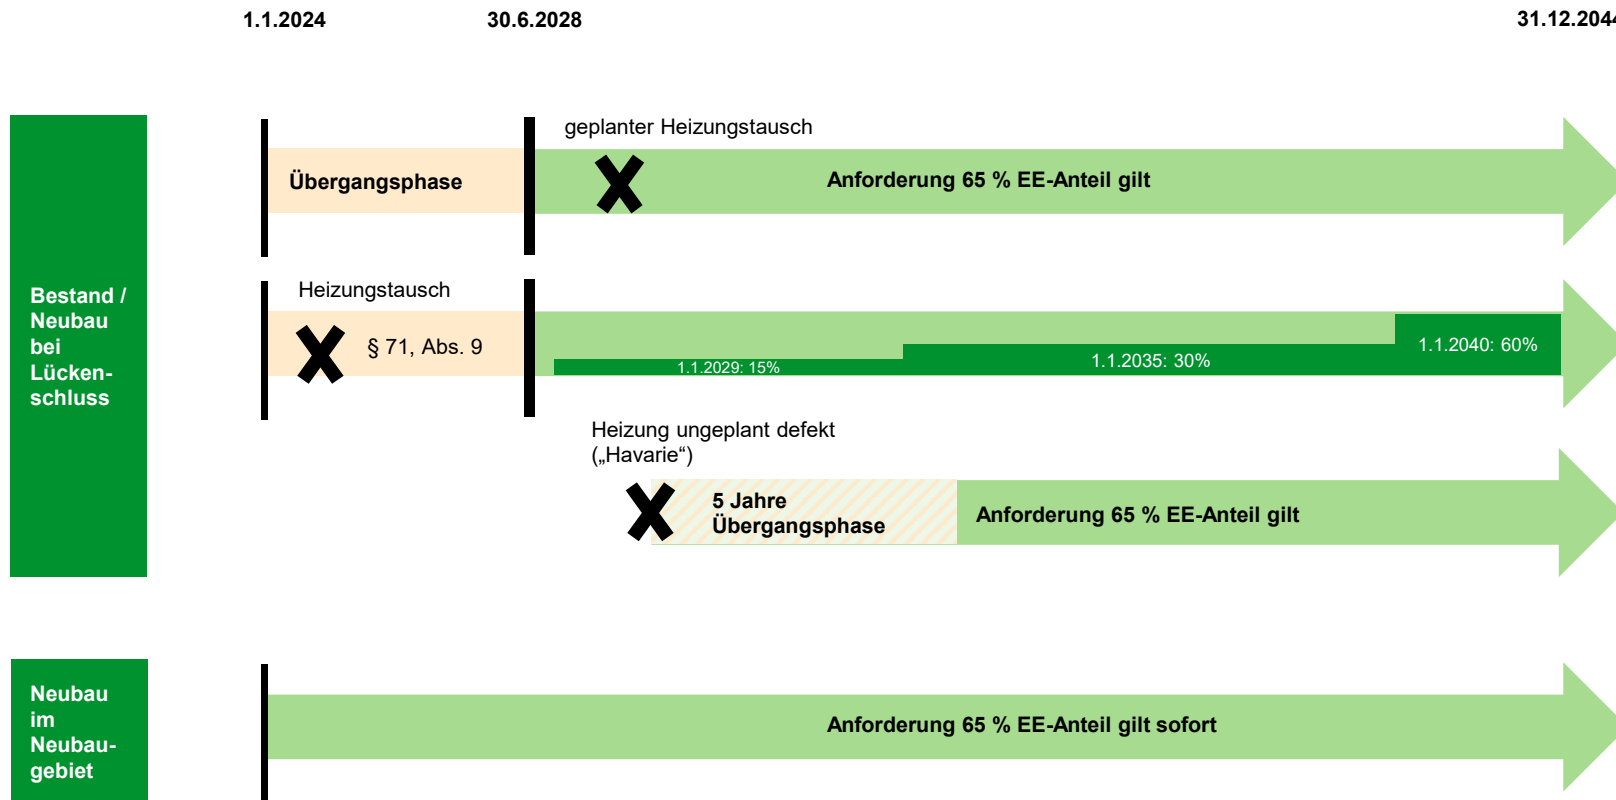 1.1.2024
30.6.2028
31.12.2044
geplanter Heizungstausch
Übergangsphase
Anforderung 65 % EE-Anteil gilt
Bestand /
Neubau
bei
Lücken-
schluss
Heizungstausch
§ 71, Abs. 9
1.1.2029: 15%
1.1.2035: 30%
1.1.2040: 60%
Heizung ungeplant defekt
(„Havarie“)
5 Jahre
Übergangsphase
Anforderung 65 % EE-Anteil gilt
Neubau
im
Neubau-
gebiet
Anforderung 65 % EE-Anteil gilt sofort